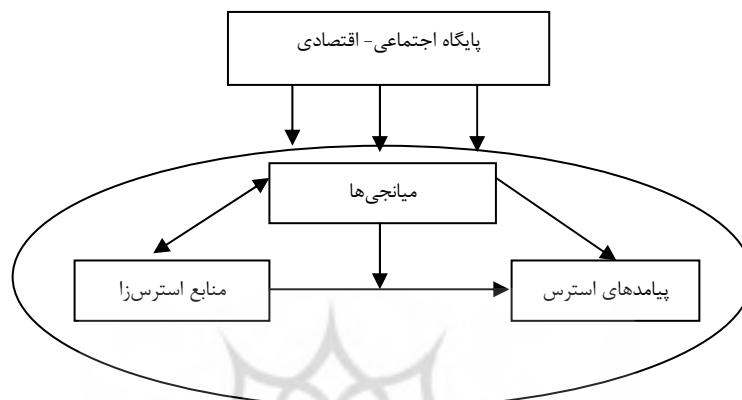 پایگاه اجتماعی- اقتصادی
میانجی‌ها
منابع استرس‌زا
پیامدهای استرس